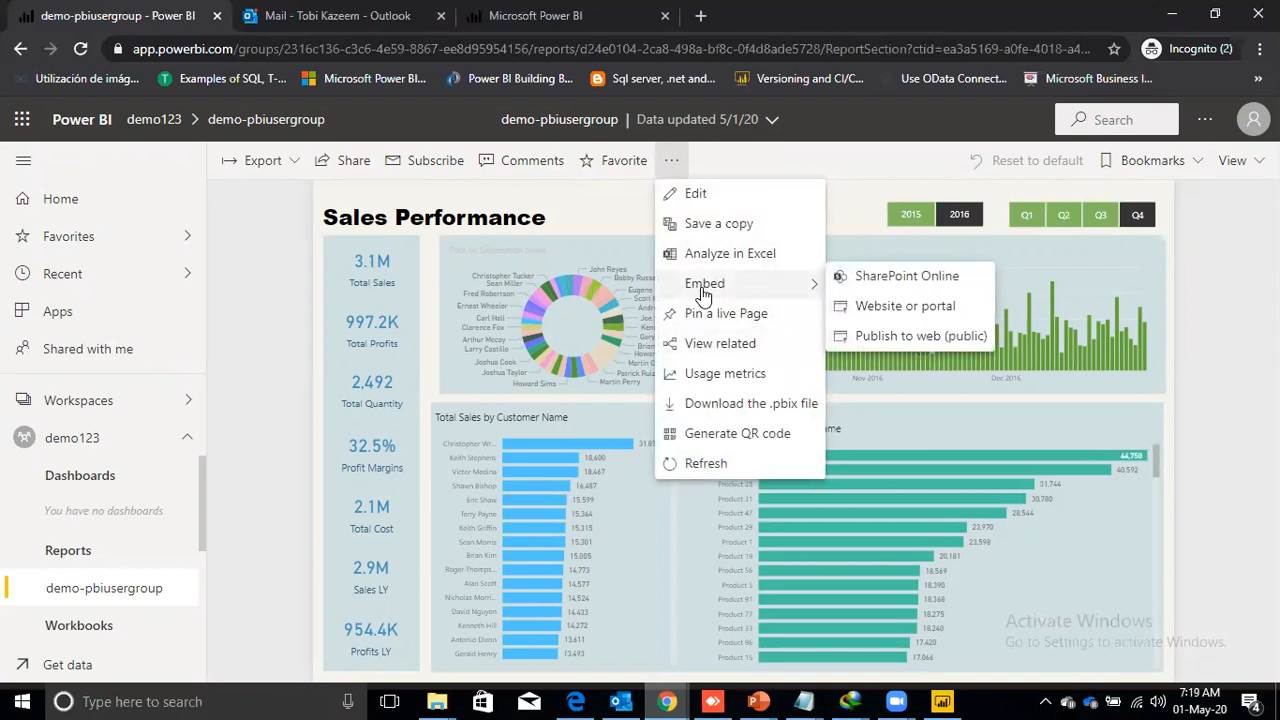 demo-pbiusergroup - Power BI
Mail - Tobi Kazeem - Outlook
Microsoft Power BI
app.powerbi.com/groups/2316c136-c3c6-4e59-8867-ee8d95954156/reports/d24e0104-2ca8-498a-bf8c-0f4d8ade5728/ReportSection?ctid=ea3a5169-a0fe-4018-a4...
Incognito (2)
Utilización de imág...
Examples of SQL, T-...
Microsoft Power BI...
Power BI Building B...
Sql server, .net and...
Versioning and CI/C...
Use OData Connect...
Microsoft Business I...
Power BI
demo123
demo-pbiusergroup
demo-pbiusergroup | Data updated 5/1/20
Search
Export
Share
Subscribe
Comments
Favorite
Reset to default
Bookmarks
View
Home
Favorites
Recent
Apps
Shared with me
Workspaces
demo123
Dashboards
You have no dashboards
Reports
demo-pbiusergroup
Workbooks
Get data
Edit
Save a copy
Analyze in Excel
Embed
Pin a live Page
View related
Usage metrics
Download the .pbix file
Generate QR code
Refresh
SharePoint Online
Website or portal
Publish to web (public)
Sales Performance
2015
2016
Q1
Q2
Q3
Q4
3.1M
Total Sales
997.2K
Total Profits
2,492
Total Quantity
32.5%
Profit Margins
2.1M
Total Cost
2.9M
Sales LY
954.4K
Profits LY
Christopher Tucker
Sean Miller
Fred Robertson
Ernest Wheeler
Carl Hall
Clarence Fox
Arthur Mccoy
Larry Castillo
Joshua Cook
Joshua Taylor
Howard Sims
John Reyes
Bobby Russ
Eugene
Scott
Martin Perry
Patrick Ruiz
Nov 2016
Dec 2016
Total Sales by Customer Name
Christopher Wr...
31,8
Keith Stephens
18,600
Victor Medina
18,467
Shawn Bishop
16,487
Eric Shaw
15,599
Terry Payne
15,364
Keith Griffin
15,315
Sean Morris
15,301
Brian Kim
15,005
Roger Thomps...
14,773
Alan Scott
14,577
Nicholas Morri...
14,524
David Nguyen
14,433
Kenneth Hill
14,272
Antonio Dixon
13,611
Gerald Henry
13,493
ame
44,750
40,592
Product 43
31,744
Product 31
30,780
Product 47
28,544
Product 29
23,970
Product 1
23,598
Product 19
20,181
Product 56
18,569
Product 5
18,390
Product 91
18,368
Product 77
18,275
Product 33
18,240
Product 96
17,420
Product 15
17,066
Activate Windows
Go to Settings to activate Windows.
Type here to search
7:19 AM
01-May-20
4